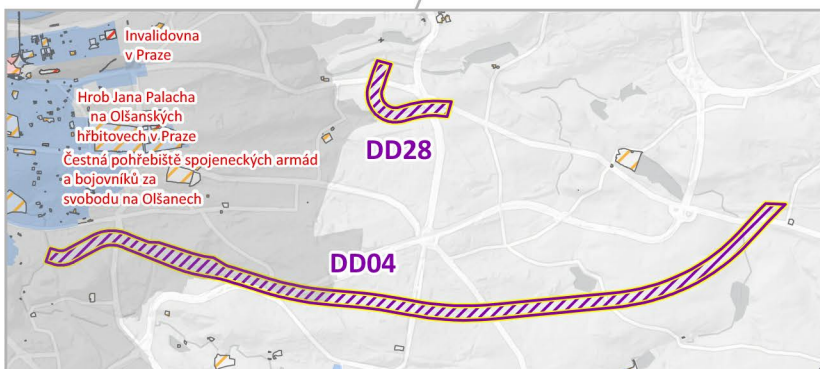 Invalidovna
v Praze
Hrob Jana Palacha
na Olšanských
hřbitovech v Praze
Čestná pohřebiště spojeneckých armád
a bojovníků za
svobodu na Olšanech
DD28
DD04